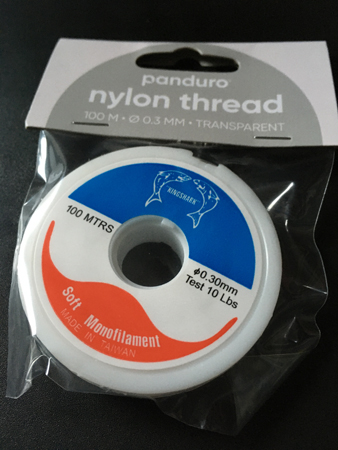 panduro
nylon thread
100 M • Ø 0.3 MM • TRANSPARENT
KINGSHARK
100 MTRS
ϕ0.30mm
Test 10 Lbs
Soft Monofilament
MADE IN TAIWAN